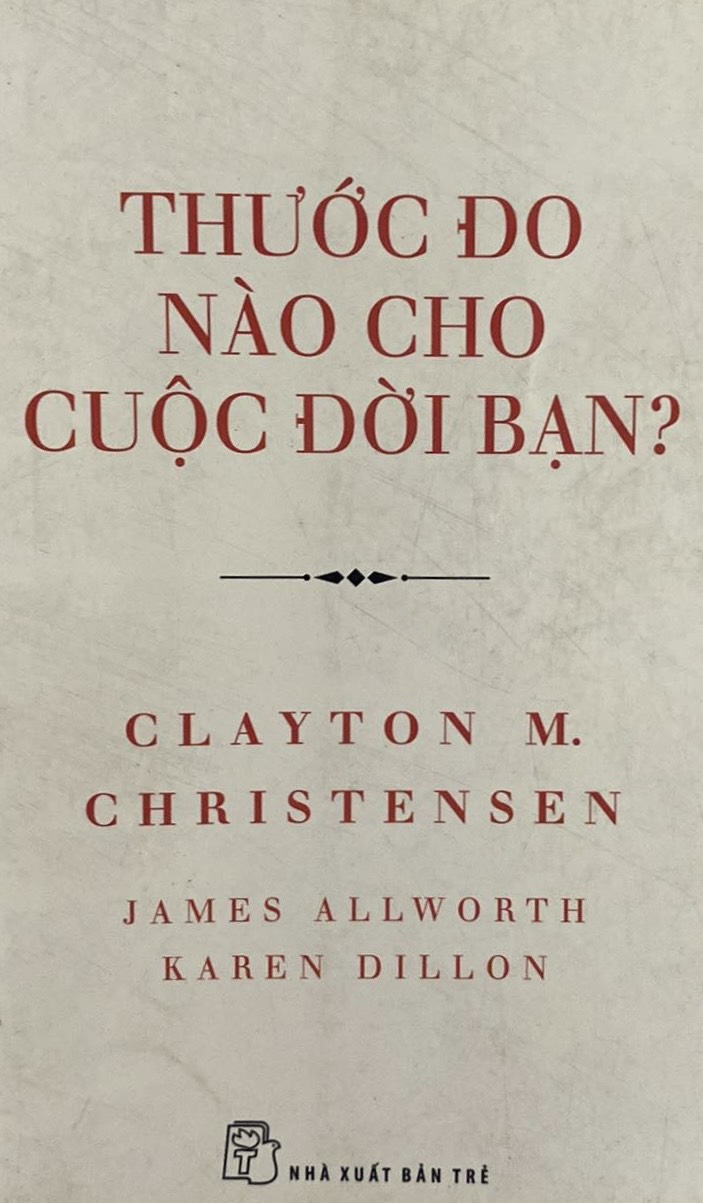 THƯỚC ĐO
NÀO CHO
CUỘC ĐỜI BẠN?
CLAYTON M.
CHRISTENSEN
JAMES ALLWORTH
KAREN DILLON
T
NHÀ XUẤT BẢN TRẺ